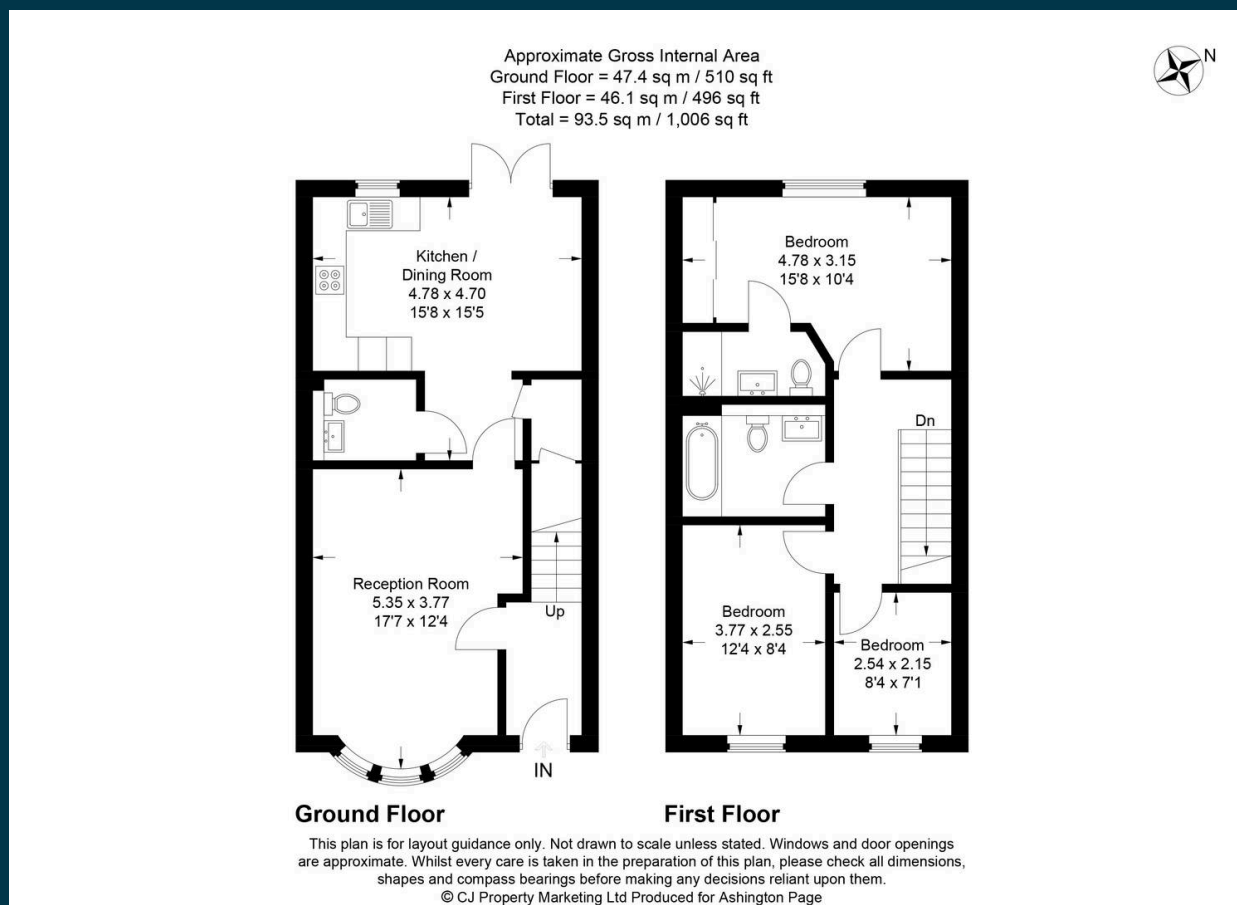 Approximate Gross Internal Area
Ground Floor = 47.4 sq m / 510 sq ft
First Floor = 46.1 sq m / 496 sq ft
Total = 93.5 sq m / 1,006 sq ft
N
Kitchen /
Dining Room
4.78 x 4.70
15'8 x 15'5
Reception Room
5.35 x 3.77
17'7 x 12'4
Up
IN
Bedroom
4.78 x 3.15
15'8 x 10'4
Dn
Bedroom
3.77 x 2.55
12'4 x 8'4
Bedroom
2.54 x 2.15
8'4 x 7'1
Ground Floor
First Floor
This plan is for layout guidance only. Not drawn to scale unless stated. Windows and door openings
are approximate. Whilst every care is taken in the preparation of this plan, please check all dimensions,
shapes and compass bearings before making any decisions reliant upon them.
© CJ Property Marketing Ltd Produced for Ashington Page